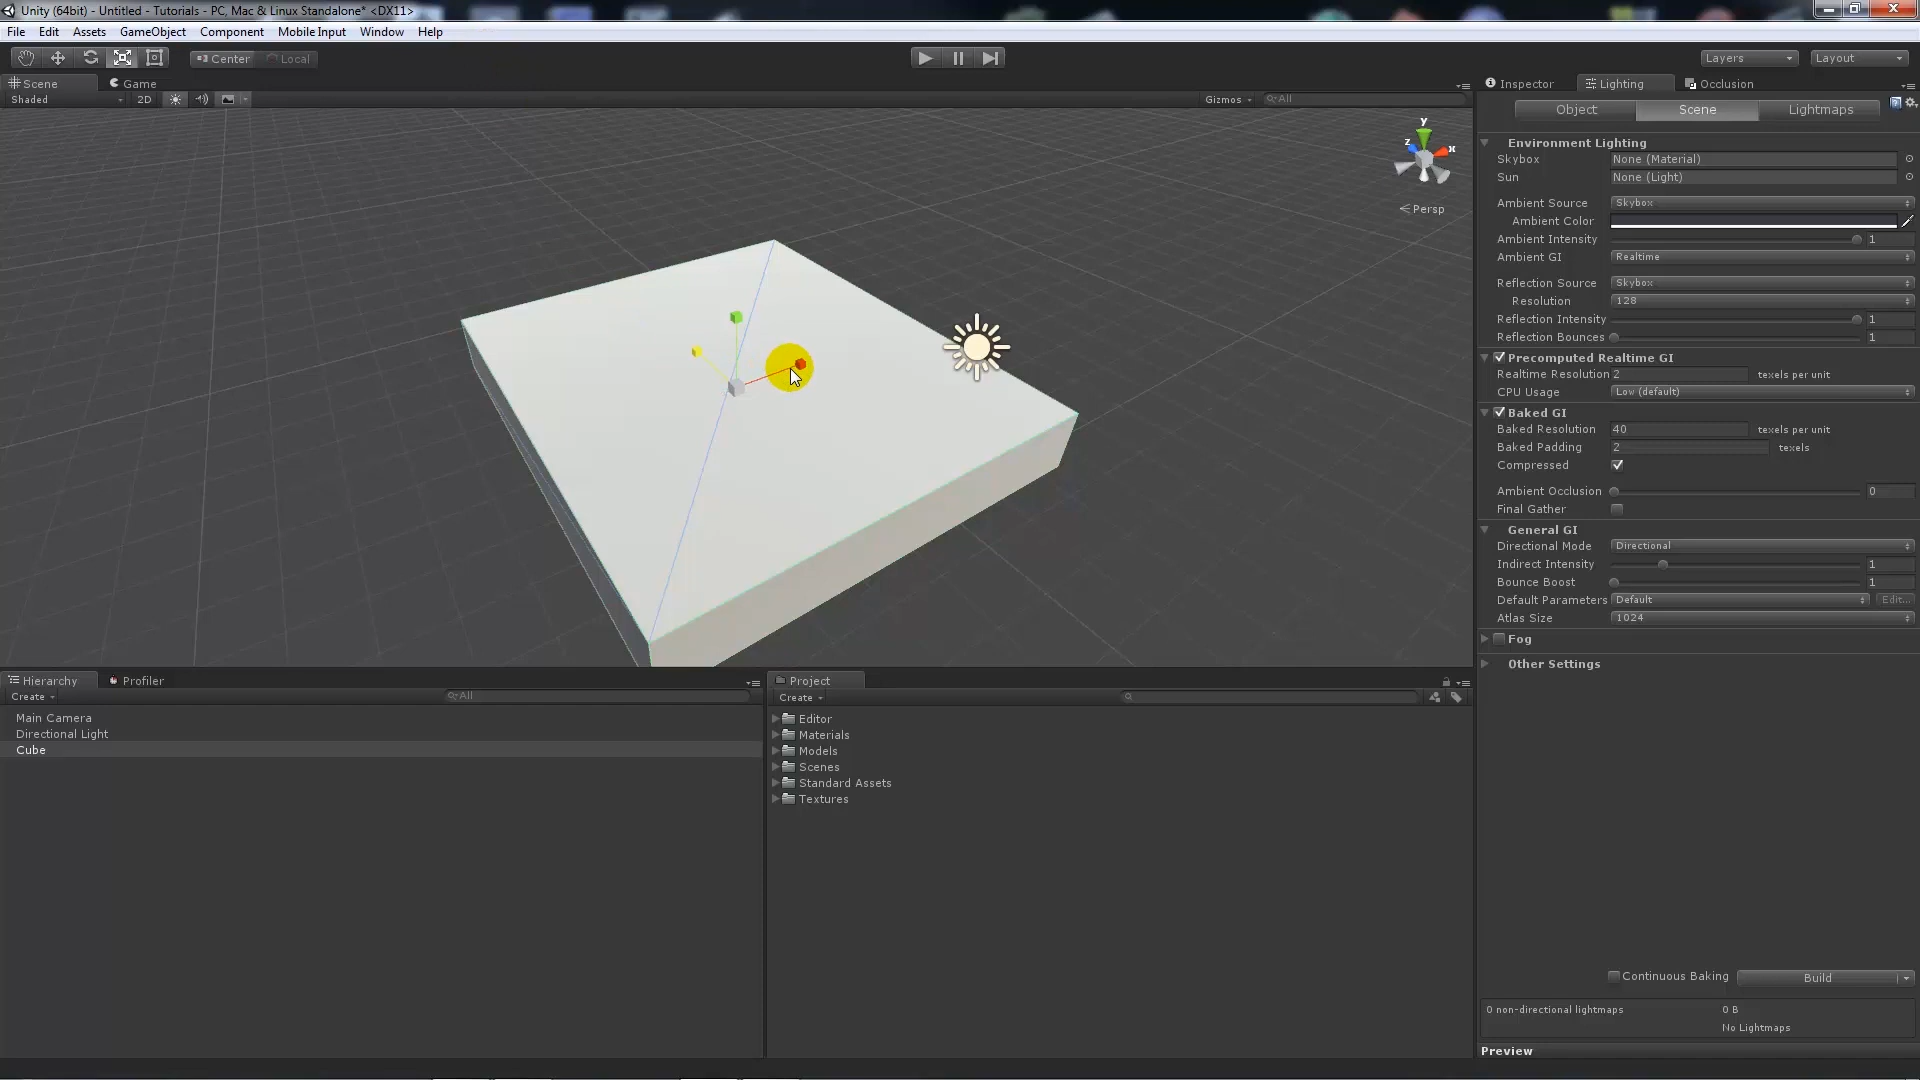 Unity (64bit) - Untitled - Tutorials - PC, Mac & Linux Standalone* <DX11>
File Edit Assets GameObject Component Mobile Input Window Help
Center Local
Layers Layout
Scene Game
Shaded 2D Gizmos All
y
z x
Persp
Inspector Lighting Occlusion
Object Scene Lightmaps
Environment Lighting
Skybox None (Material)
Sun None (Light)
Ambient Source Skybox
Ambient Color
Ambient Intensity 1
Ambient GI Realtime
Reflection Source Skybox
Resolution 128
Reflection Intensity 1
Reflection Bounces 1
Precomputed Realtime GI
Realtime Resolution 2 texels per unit
CPU Usage Low (default)
Baked GI
Baked Resolution 40 texels per unit
Baked Padding 2 texels
Compressed
Ambient Occlusion 0
Final Gather
General GI
Directional Mode Directional
Indirect Intensity 1
Bounce Boost 1
Default Parameters Default Edit...
Atlas Size 1024
Fog
Other Settings
Continuous Baking Build
0 non-directional lightmaps 0 B
No Lightmaps
Preview
Hierarchy Profiler
Create All
Main Camera
Directional Light
Cube
Project
Create
Editor
Materials
Models
Scenes
Standard Assets
Textures